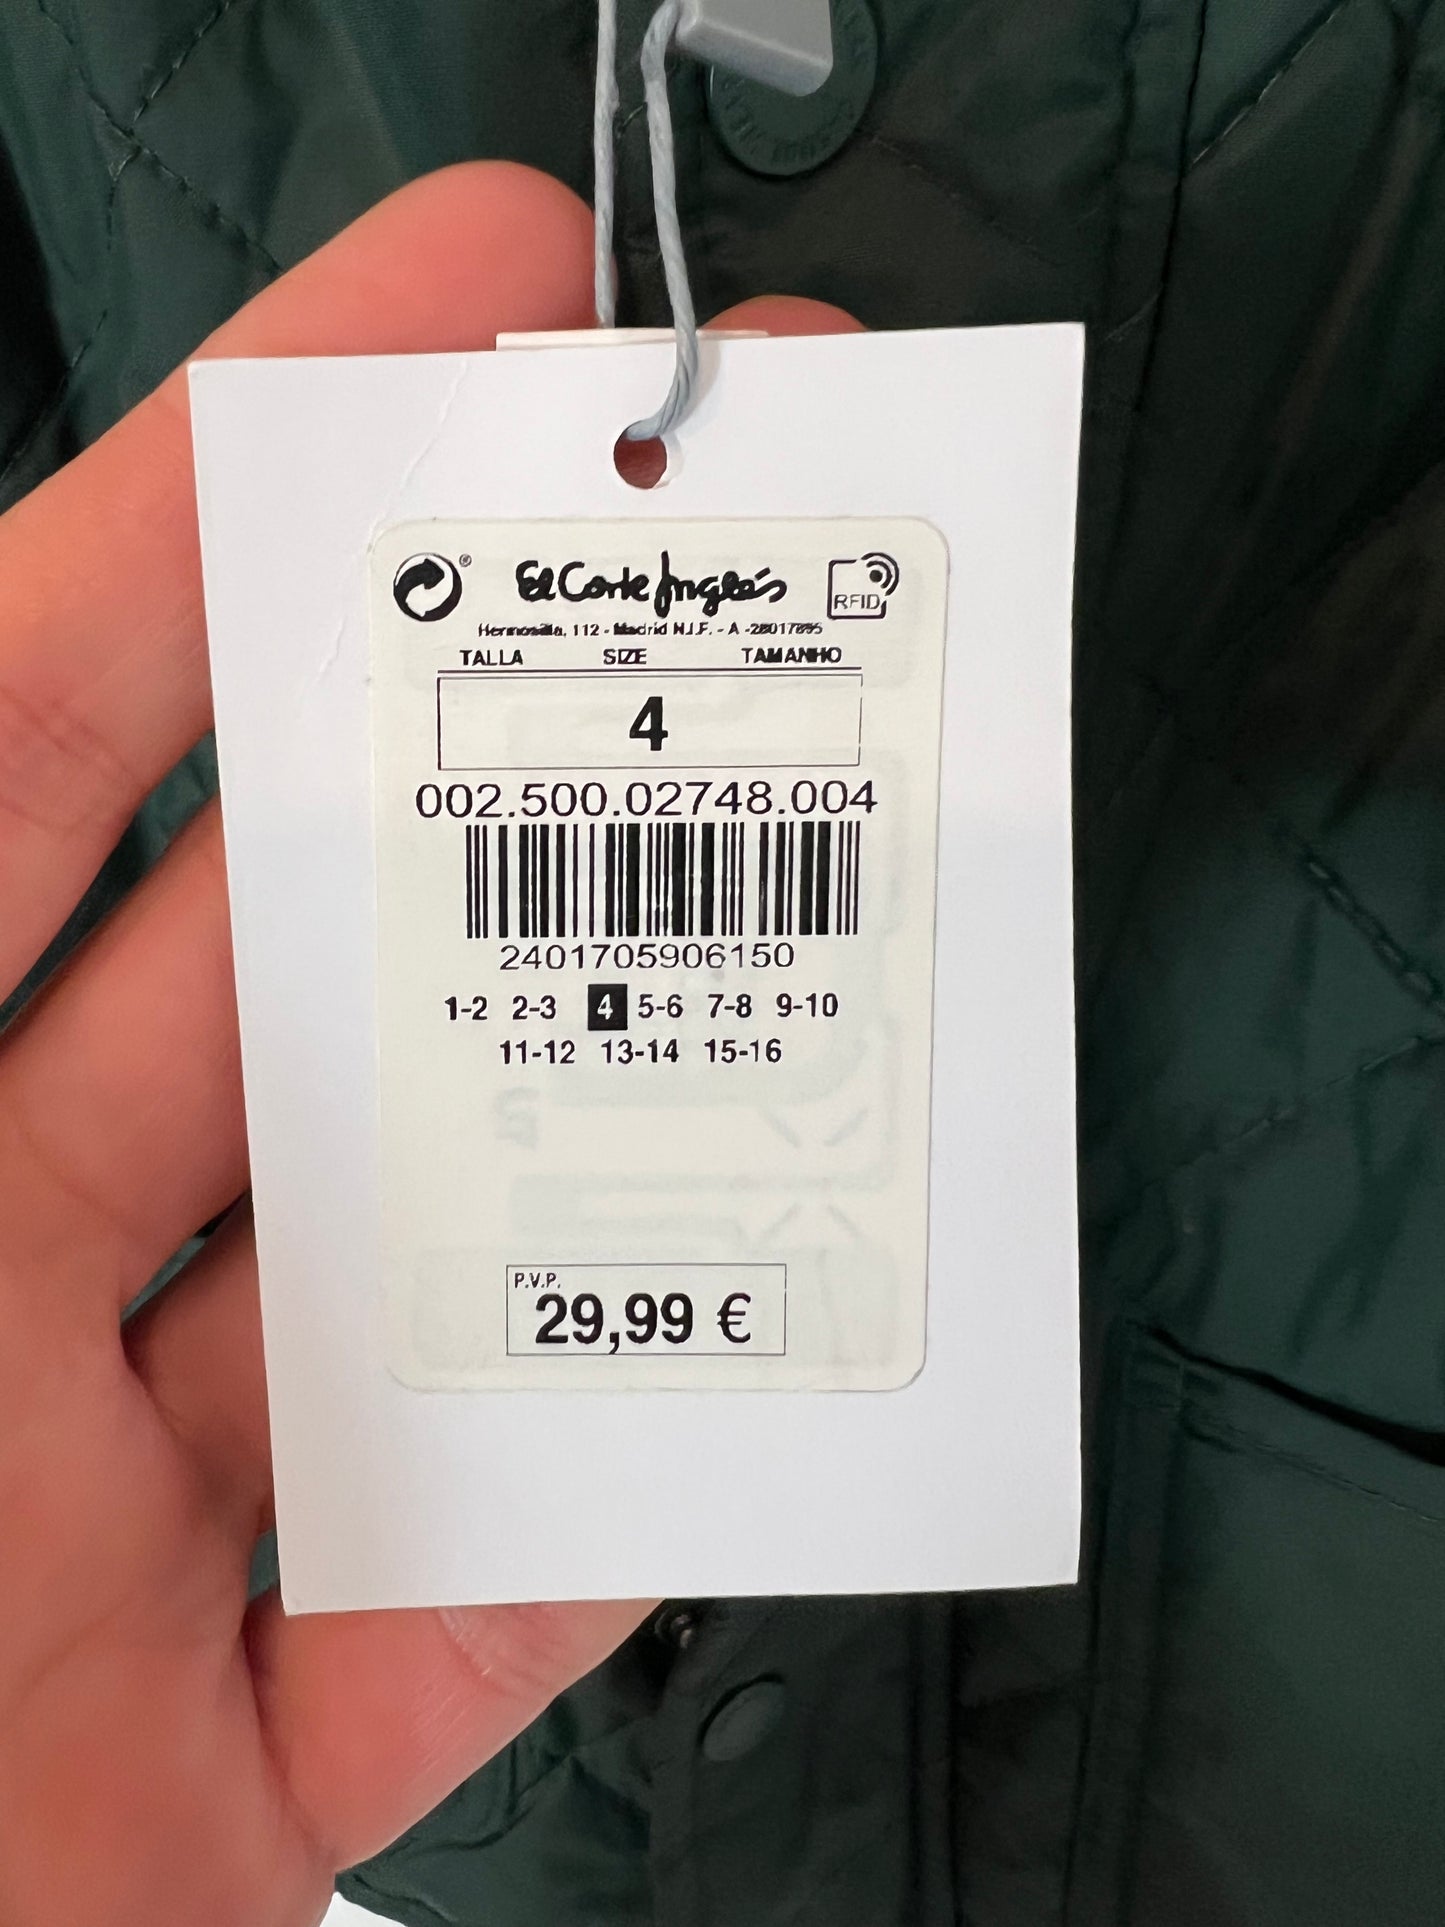 ®
El Corte Inglés
RFID
Hermosilla, 112 - Madrid N.I.F. - A -28017895
TALLA SIZE TAMANHO
4
002.500.02748.004
2401705906150
1-2 2-3 4 5-6 7-8 9-10
11-12 13-14 15-16
P.V.P.
29,99 €